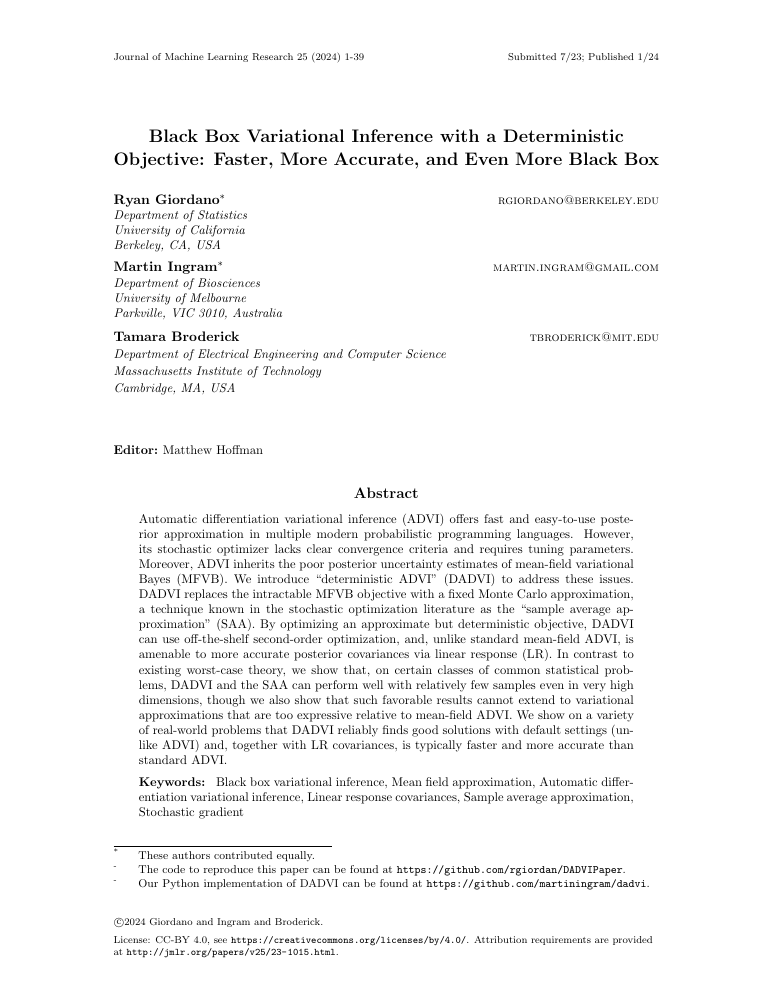 Journal of Machine Learning Research 25 (2024) 1-39 Submitted 7/23; Published 1/24
Black Box Variational Inference with a Deterministic
Objective: Faster, More Accurate, and Even More Black Box
Ryan Giordano* RGIORDANO@BERKELEY.EDU
Department of Statistics
University of California
Berkeley, CA, USA
Martin Ingram* MARTIN.INGRAM@GMAIL.COM
Department of Biosciences
University of Melbourne
Parkville, VIC 3010, Australia
Tamara Broderick TBRODERICK@MIT.EDU
Department of Electrical Engineering and Computer Science
Massachusetts Institute of Technology
Cambridge, MA, USA
Editor: Matthew Hoffman
Abstract
Automatic differentiation variational inference (ADVI) offers fast and easy-to-use poste-
rior approximation in multiple modern probabilistic programming languages. However,
its stochastic optimizer lacks clear convergence criteria and requires tuning parameters.
Moreover, ADVI inherits the poor posterior uncertainty estimates of mean-field variational
Bayes (MFVB). We introduce “deterministic ADVI” (DADVI) to address these issues.
DADVI replaces the intractable MFVB objective with a fixed Monte Carlo approximation,
a technique known in the stochastic optimization literature as the “sample average ap-
proximation” (SAA). By optimizing an approximate but deterministic objective, DADVI
can use off-the-shelf second-order optimization, and, unlike standard mean-field ADVI, is
amenable to more accurate posterior covariances via linear response (LR). In contrast to
existing worst-case theory, we show that, on certain classes of common statistical prob-
lems, DADVI and the SAA can perform well with relatively few samples even in very high
dimensions, though we also show that such favorable results cannot extend to variational
approximations that are too expressive relative to mean-field ADVI. We show on a variety
of real-world problems that DADVI reliably finds good solutions with default settings (un-
like ADVI) and, together with LR covariances, is typically faster and more accurate than
standard ADVI.
Keywords: Black box variational inference, Mean field approximation, Automatic differ-
entiation variational inference, Linear response covariances, Sample average approximation,
Stochastic gradient
* These authors contributed equally.
- The code to reproduce this paper can be found at https://github.com/rgiordan/DADVIPaper.
- Our Python implementation of DADVI can be found at https://github.com/martiningram/dadvi.
©2024 Giordano and Ingram and Broderick.
License: CC-BY 4.0, see https://creativecommons.org/licenses/by/4.0/. Attribution requirements are provided
at http://jmlr.org/papers/v25/23-1015.html.